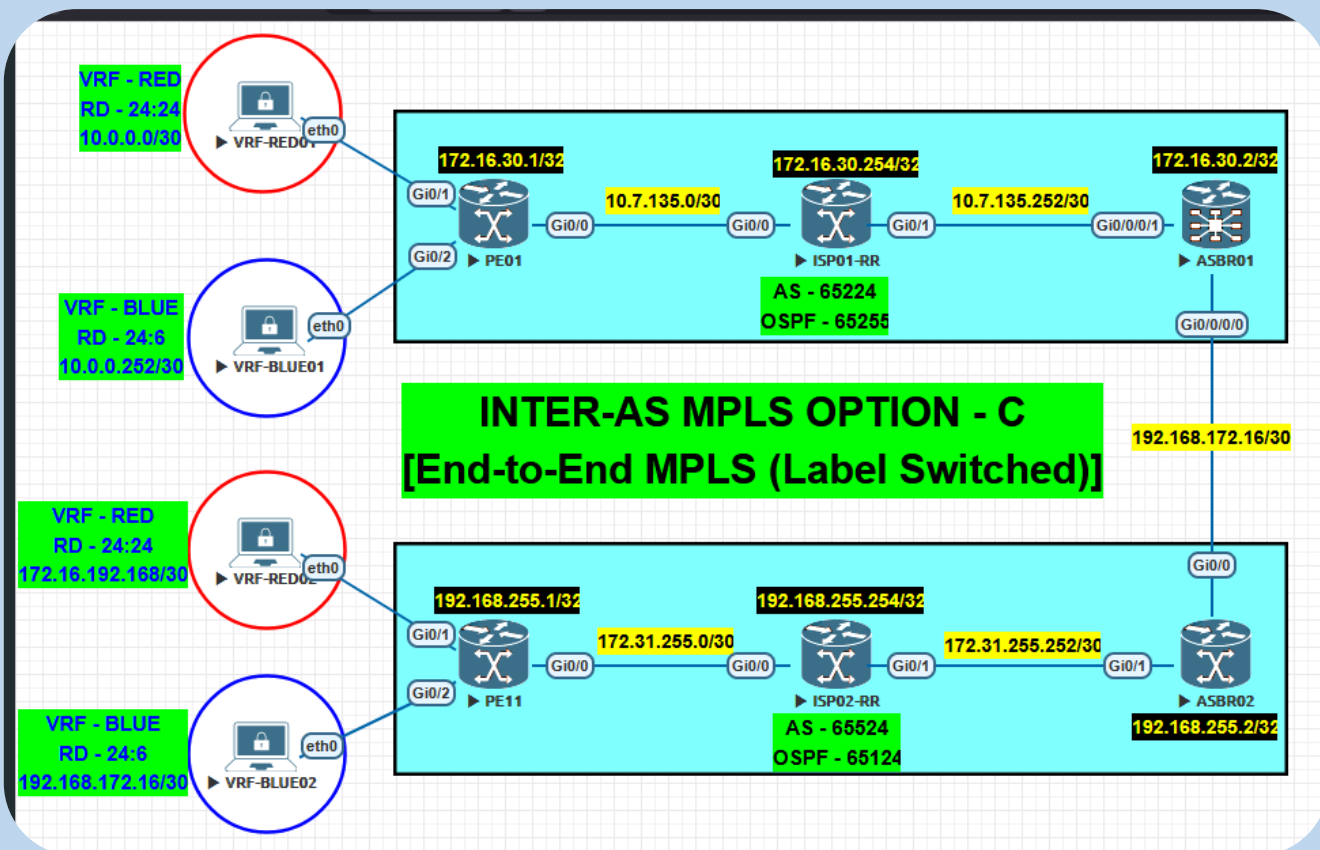 VRF - RED
RD - 24:24
10.0.0.0/30
eth0
VRF-RED01
VRF - BLUE
RD - 24:6
10.0.0.252/30
eth0
VRF-BLUE01
172.16.30.1/32
Gi0/1
Gi0/2
PE01
Gi0/0
10.7.135.0/30
Gi0/0
172.16.30.254/32
ISP01-RR
Gi0/1
10.7.135.252/30
Gi0/0/0/1
172.16.30.2/32
ASBR01
AS - 65224
OSPF - 65255
Gi0/0/0/0
INTER-AS MPLS OPTION - C
[End-to-End MPLS (Label Switched)]
192.168.172.16/30
VRF - RED
RD - 24:24
172.16.192.168/30
eth0
VRF-RED02
VRF - BLUE
RD - 24:6
192.168.172.16/30
eth0
VRF-BLUE02
192.168.255.1/32
Gi0/1
Gi0/2
PE11
Gi0/0
172.31.255.0/30
Gi0/0
192.168.255.254/32
ISP02-RR
Gi0/1
172.31.255.252/30
Gi0/1
Gi0/0
ASBR02
192.168.255.2/32
AS - 65524
OSPF - 65124